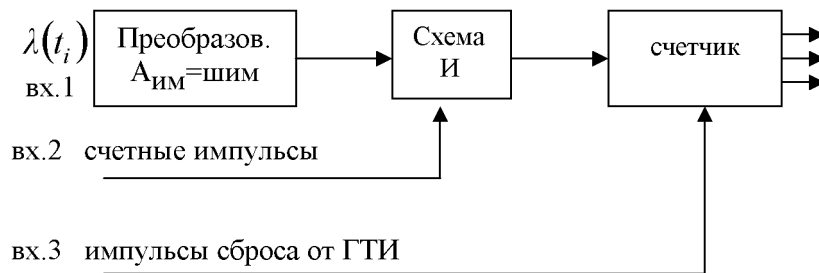 λ(tᵢ)
вх.1
Преобразов.
Аим=шим
Схема
И
счетчик
вх.2 счетные импульсы
вх.3 импульсы сброса от ГТИ